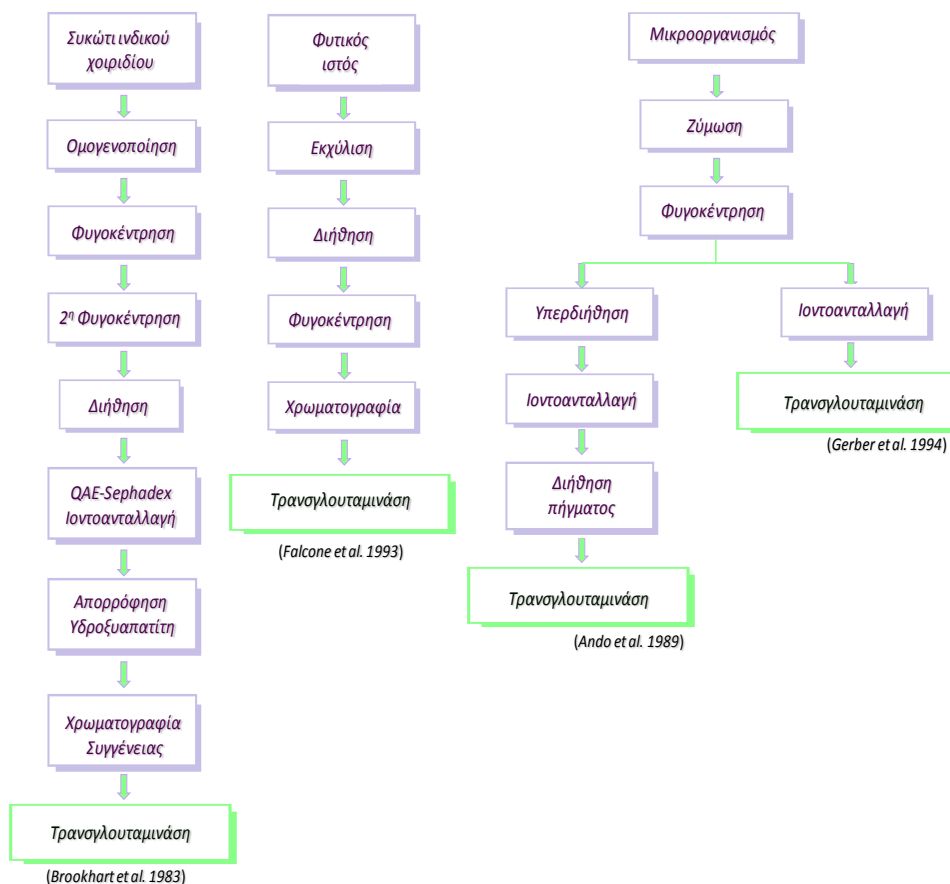 Συκώτι ινδικού
χοιριδίου
Ομογενοποίηση
Φυγοκέντρηση
2η Φυγοκέντρηση
Διήθηση
QAE-Sephadex
Ιοντοανταλλαγή
Απορρόφηση
Υδροξυαπατίτη
Χρωματογραφία
Συγγένειας
Τρανσγλουταμινάση
(Brookhart et al. 1983)
Φυτικός
ιστός
Εκχύλιση
Διήθηση
Φυγοκέντρηση
Χρωματογραφία
Τρανσγλουταμινάση
(Falcone et al. 1993)
Μικροοργανισμός
Ζύμωση
Φυγοκέντρηση
Υπερδιήθηση
Ιοντοανταλλαγή
Διήθηση
πήγματος
Τρανσγλουταμινάση
(Ando et al. 1989)
Ιοντοανταλλαγή
Τρανσγλουταμινάση
(Gerber et al. 1994)